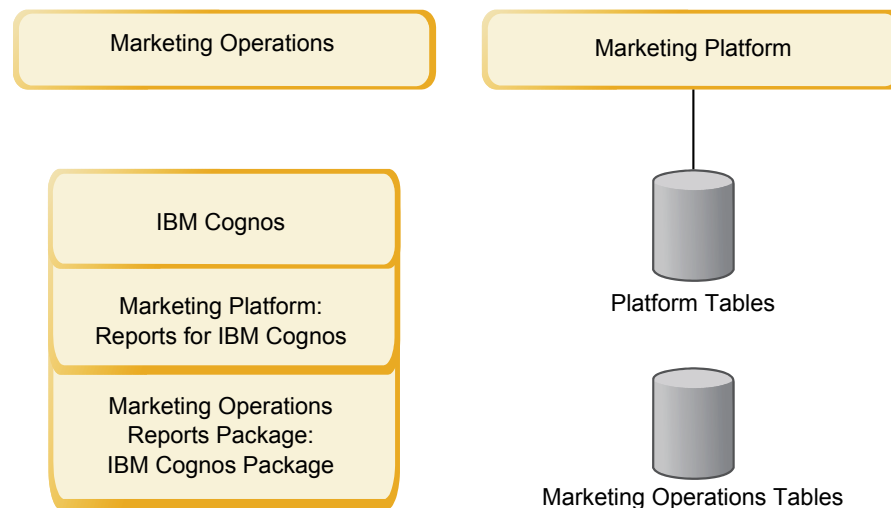 Marketing Operations
Marketing Platform
IBM Cognos
Marketing Platform:
Reports for IBM Cognos
Marketing Operations
Reports Package:
IBM Cognos Package
Platform Tables
Marketing Operations Tables